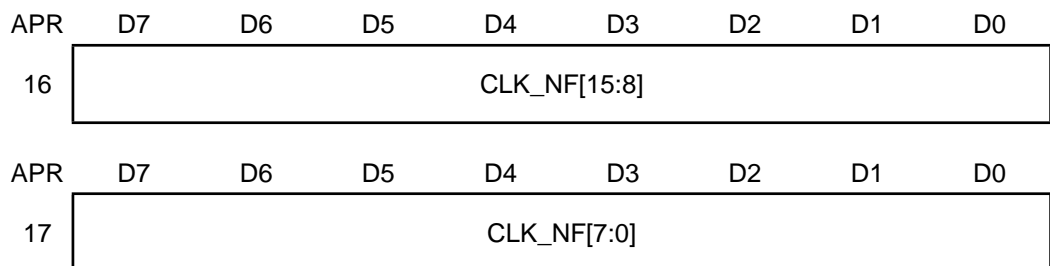 APR D7 D6 D5 D4 D3 D2 D1 D0
16 CLK_NF[15:8]
APR D7 D6 D5 D4 D3 D2 D1 D0
17 CLK_NF[7:0]